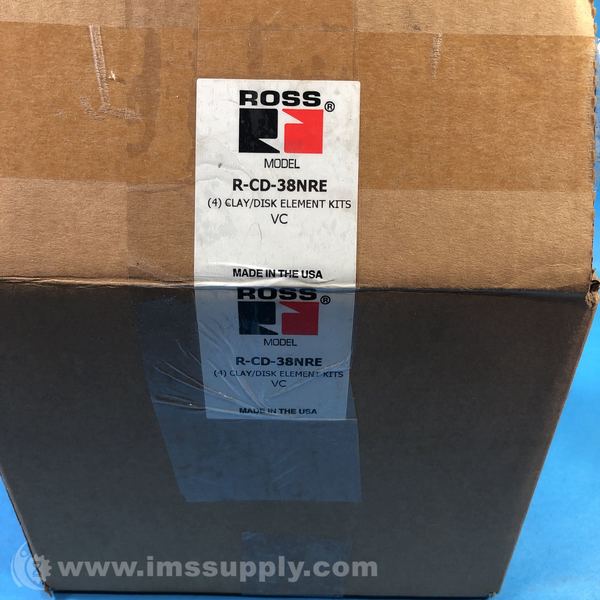 ROSS®
MODEL
R-CD-38NRE
(4) CLAY/DISK ELEMENT KITS
VC
MADE IN THE USA
ROSS®
MODEL
R-CD-38NRE
(4) CLAY/DISK ELEMENT KITS
VC
MADE IN THE USA
www.imssupply.com